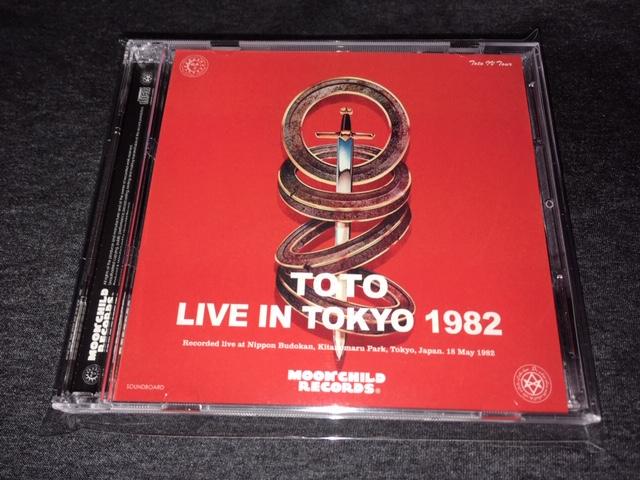 Toto IV Tour
TOTO
LIVE IN TOKYO 1982
Recorded live at Nippon Budokan, Kitanomaru Park, Tokyo, Japan. 18 May 1982
MOONCHILD
RECORDS®
SOUNDBOARD
MOONCHILD
RECORDS